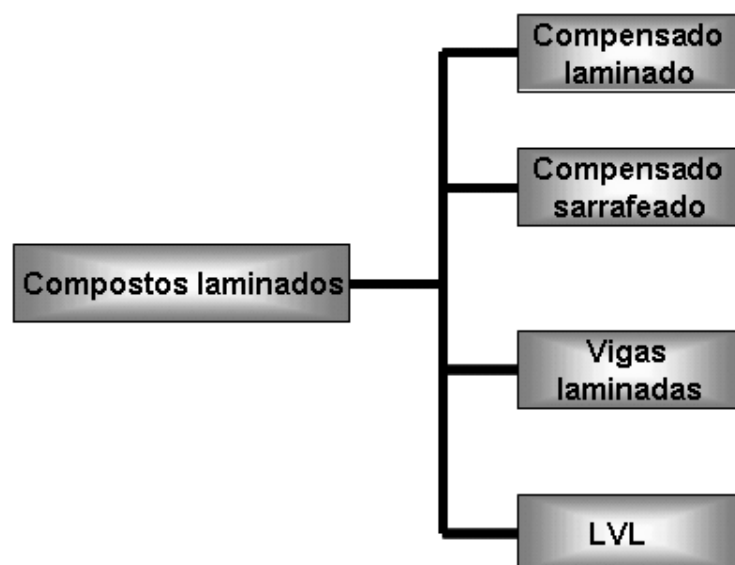 Compensado
laminado
Compensado
sarrafeado
Compostos laminados
Vigas
laminadas
LVL